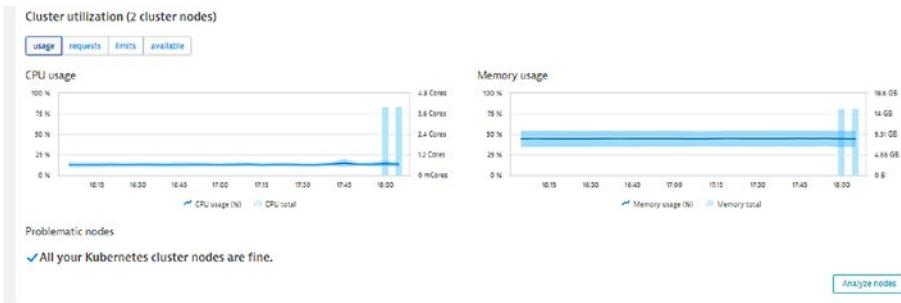 Cluster utilization (2 cluster nodes)
usage requests limits available
CPU usage
100 %
75 %
50 %
25 %
0 %
4.8 Cores
3.6 Cores
2.4 Cores
1.2 Cores
0 mCores
16:15 16:30 16:45 17:00 17:15 17:30 17:45 18:00
CPU usage (%) CPU total
Memory usage
100 %
75 %
50 %
25 %
0 %
18.6 GB
14 GB
9.31 GB
4.66 GB
0 B
16:15 16:30 16:45 17:00 17:15 17:30 17:45 18:00
Memory usage (%) Memory total
Problematic nodes
All your Kubernetes cluster nodes are fine.
Analyze nodes